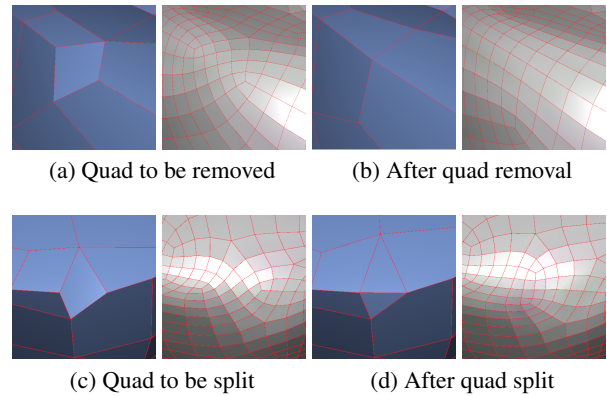 (a) Quad to be removed
(b) After quad removal
(c) Quad to be split
(d) After quad split